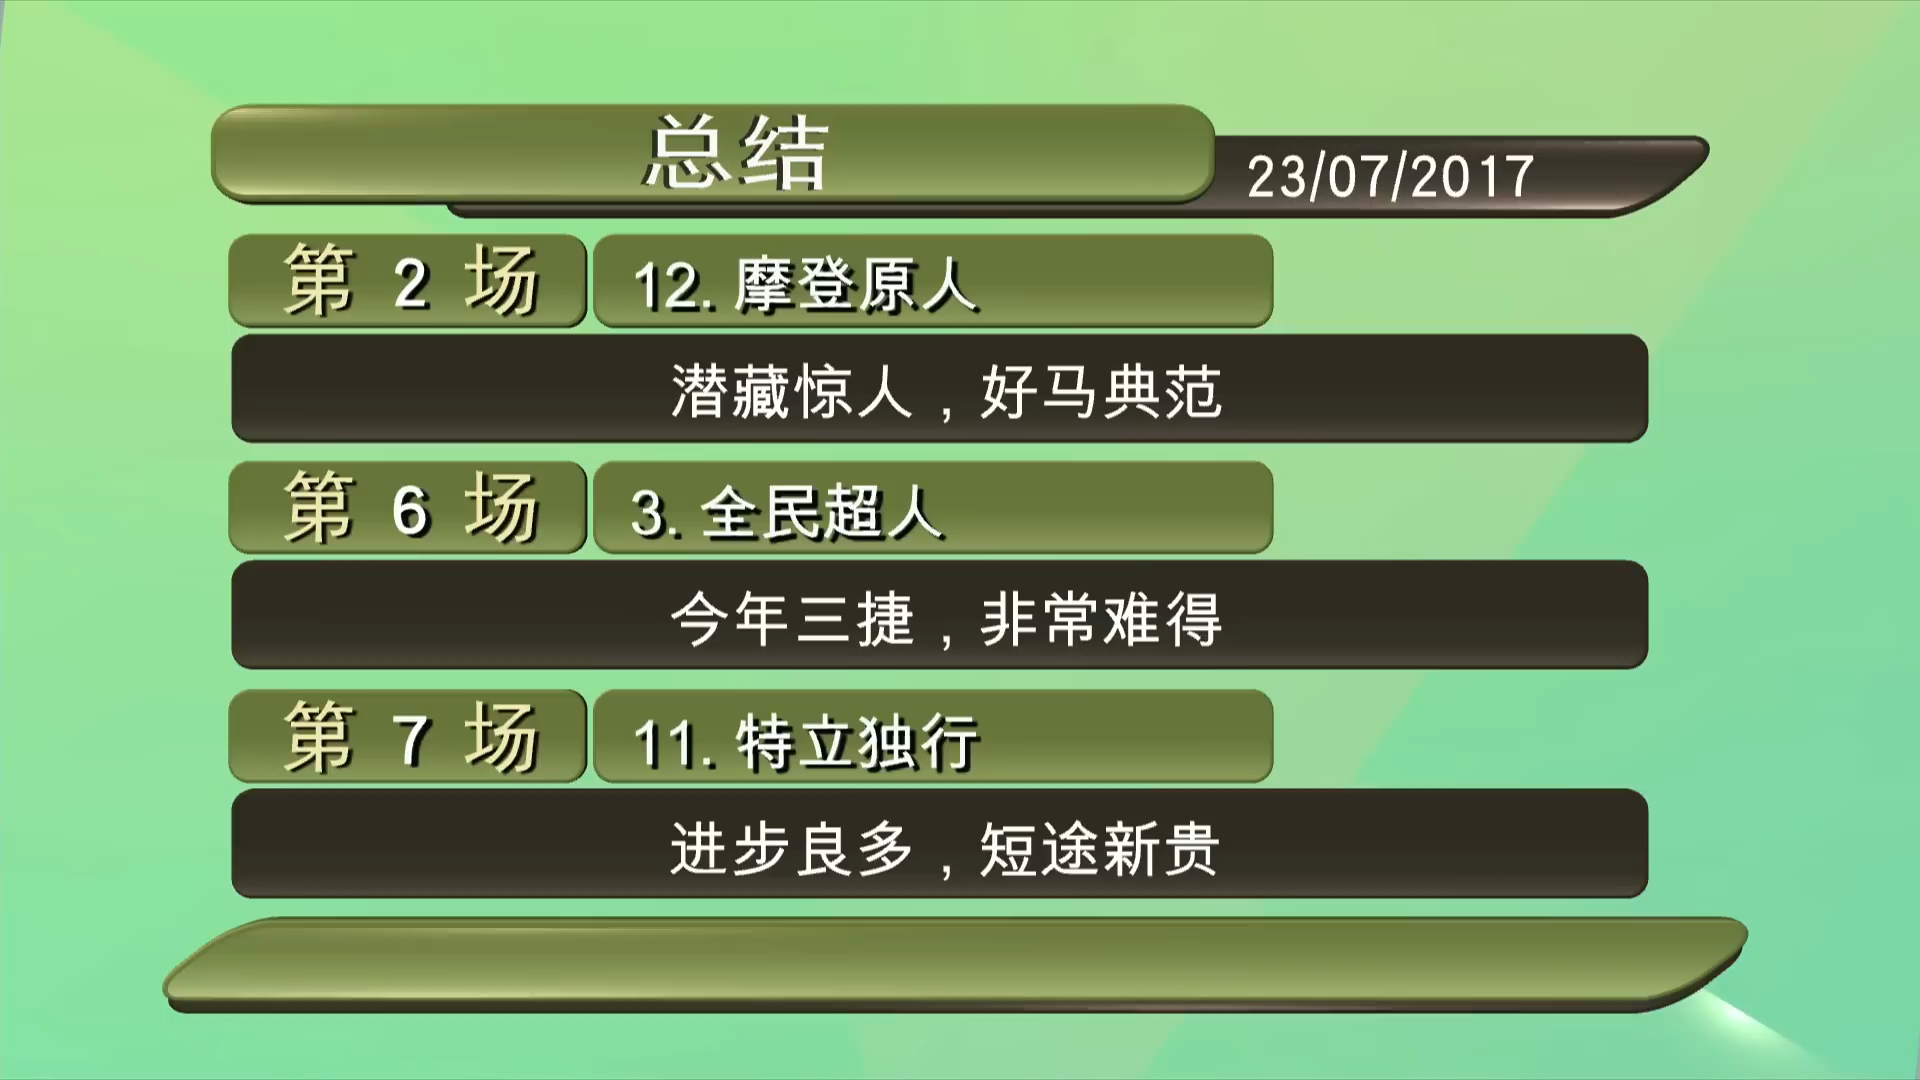 总结
23/07/2017
第 2 场
12. 摩登原人
潜藏惊人，好马典范
第 6 场
3. 全民超人
今年三捷，非常难得
第 7 场
11. 特立独行
进步良多，短途新贵